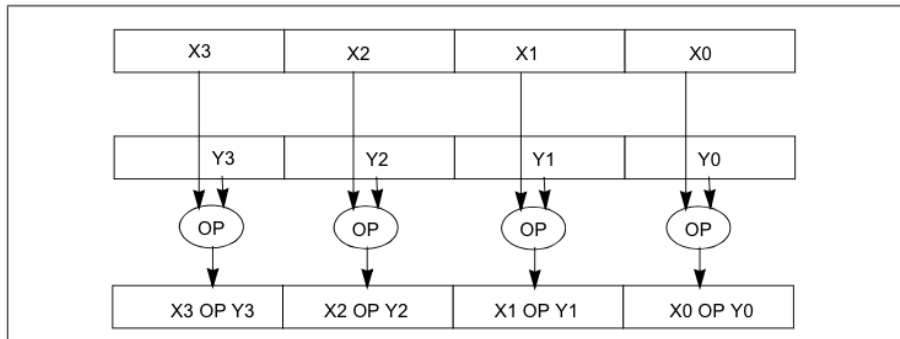 X3 X2 X1 X0
Y3 Y2 Y1 Y0
OP OP OP OP
X3 OP Y3 X2 OP Y2 X1 OP Y1 X0 OP Y0